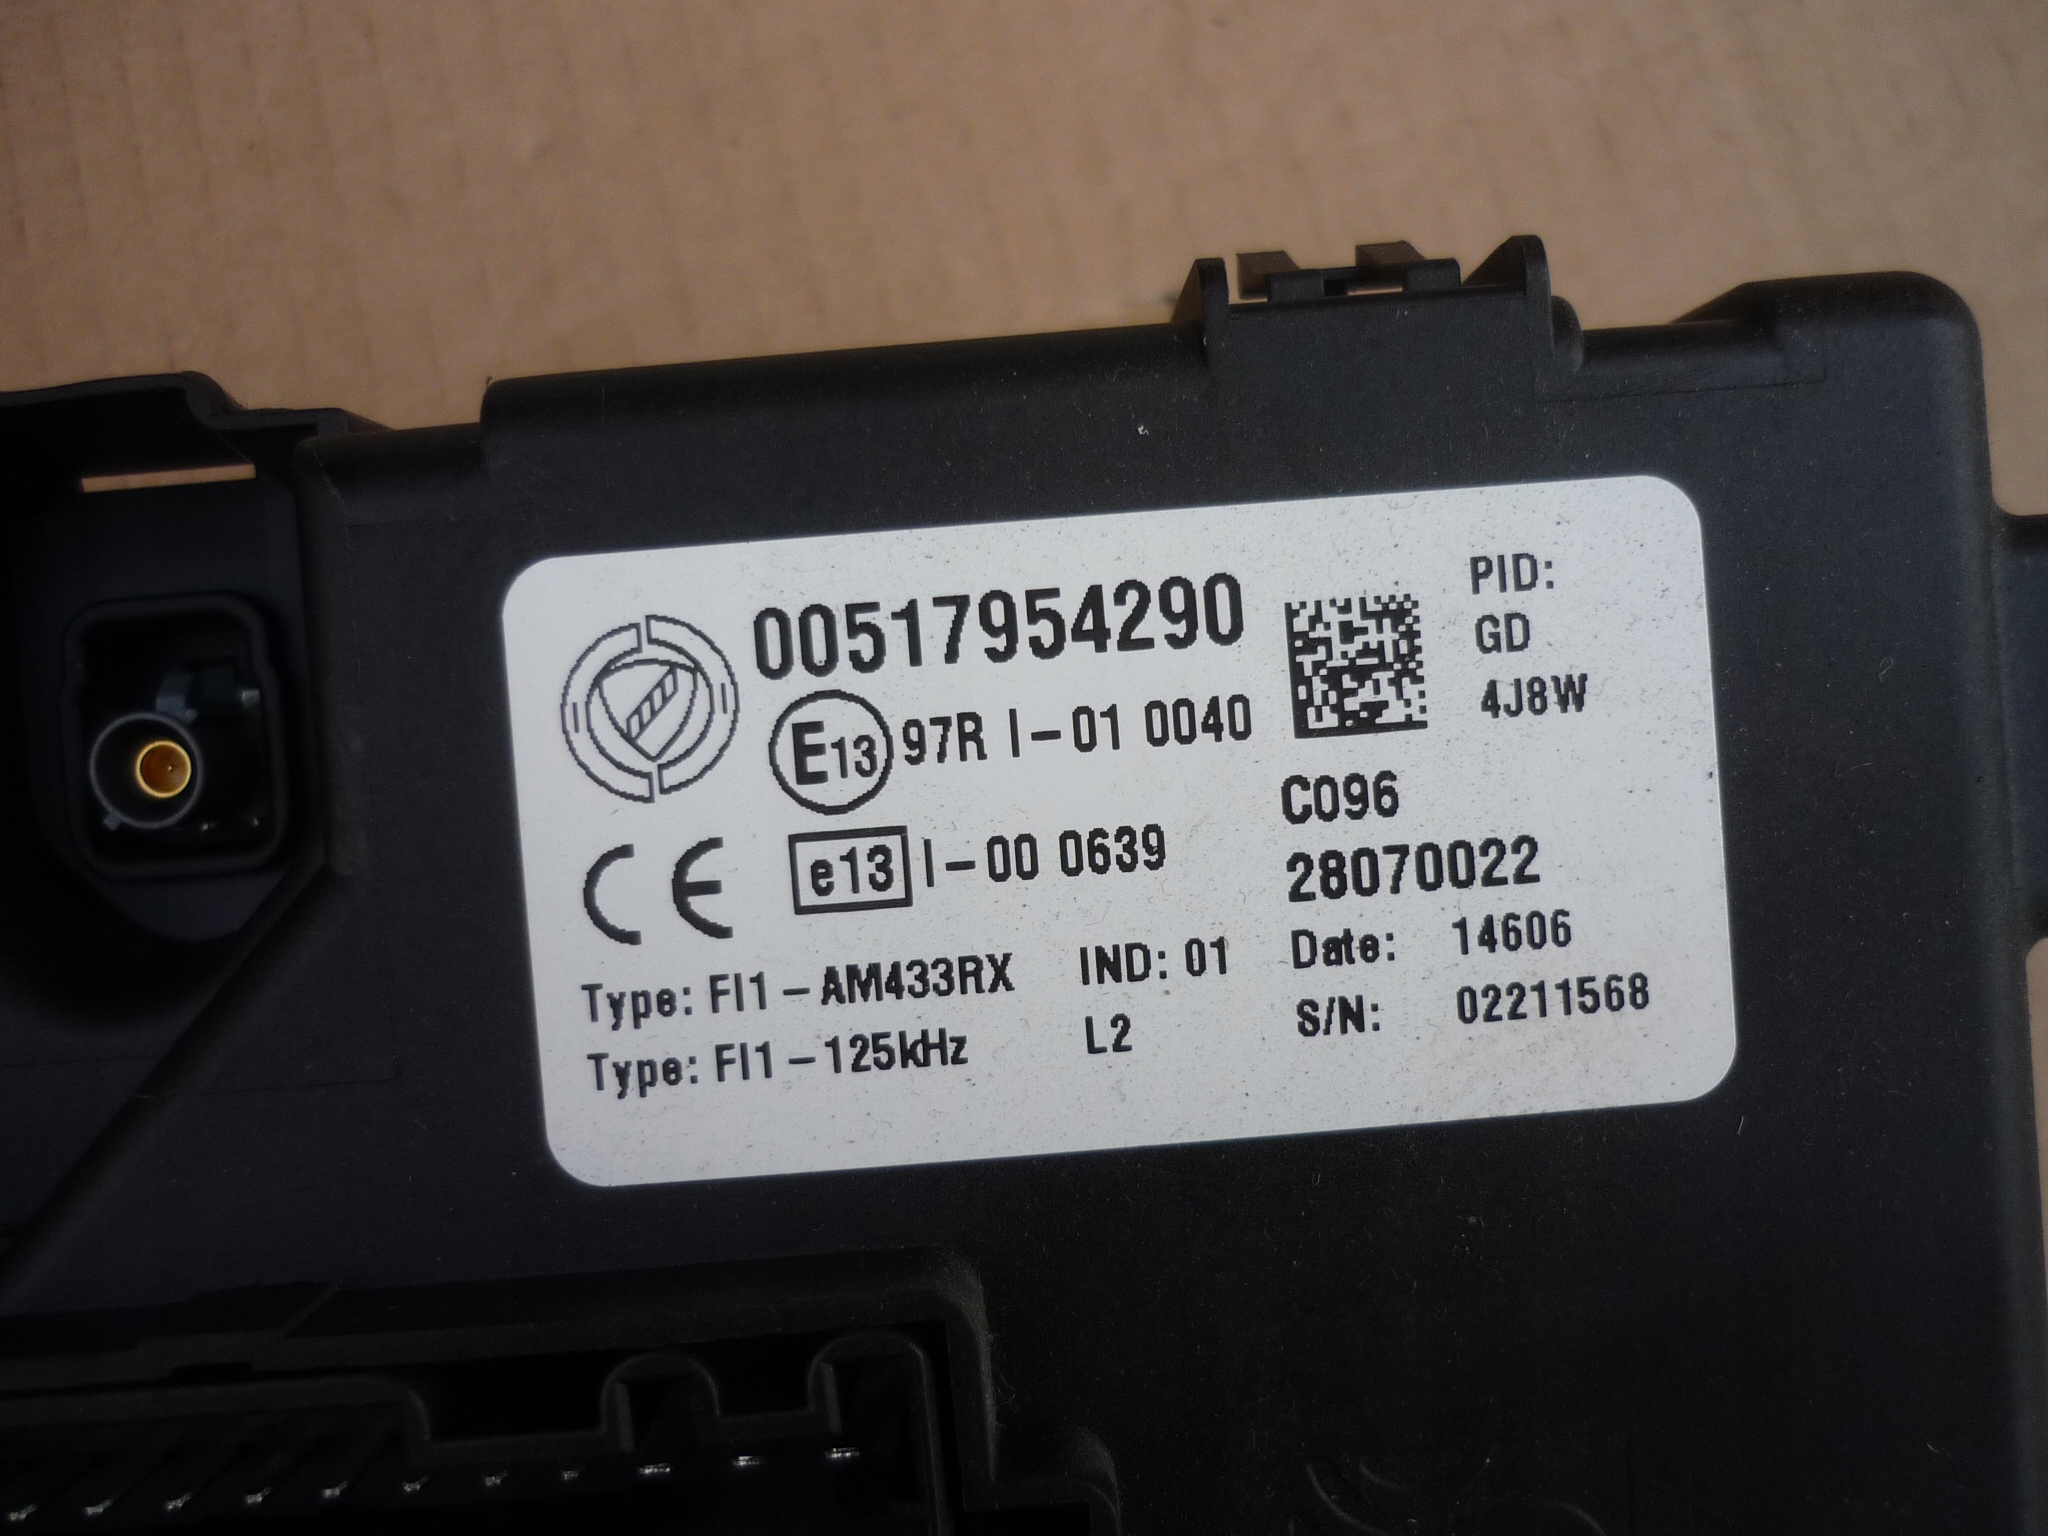 00517954290
E13 97R I-01 0040
CE e13 I-00 0639
Type: FI1-AM433RX IND: 01
Type: FI1-125kHz L2
PID:
GD
4J8W
C096
28070022
Date: 14606
S/N: 02211568